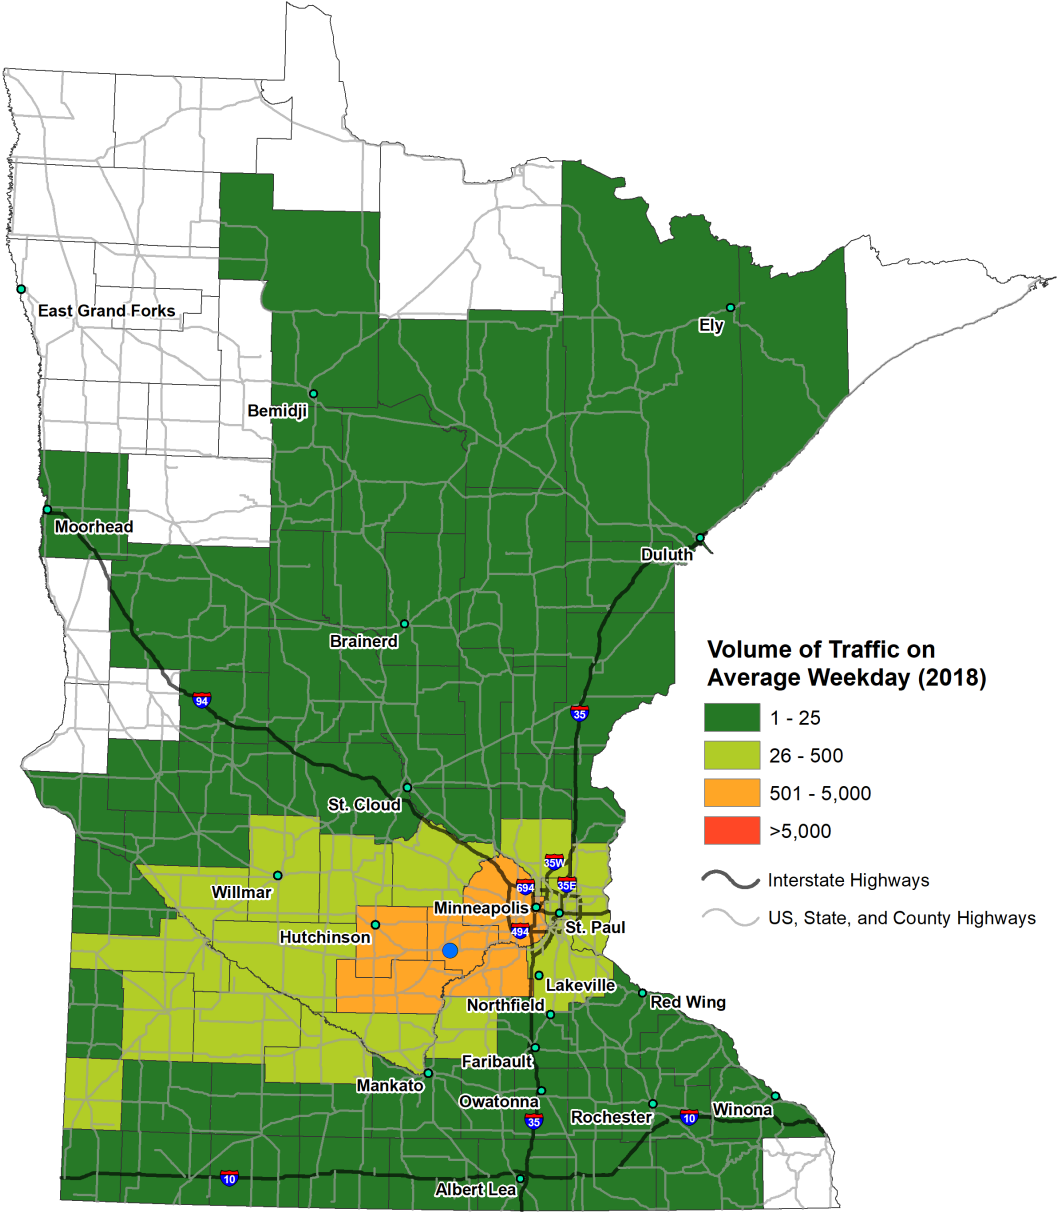 East Grand Forks
Ely
Bemidji
Moorhead
Duluth
Brainerd
Volume of Traffic on
Average Weekday (2018)
94
35
1 - 25
26 - 500
St. Cloud
501 - 5,000
>5,000
35W
Interstate Highways
694
35E
Willmar
Minneapolis
US, State, and County Highways
494
St. Paul
Hutchinson
Lakeville
Northfield
Red Wing
Faribault
Mankato
Owatonna
Winona
Rochester
10
35
10
Albert Lea